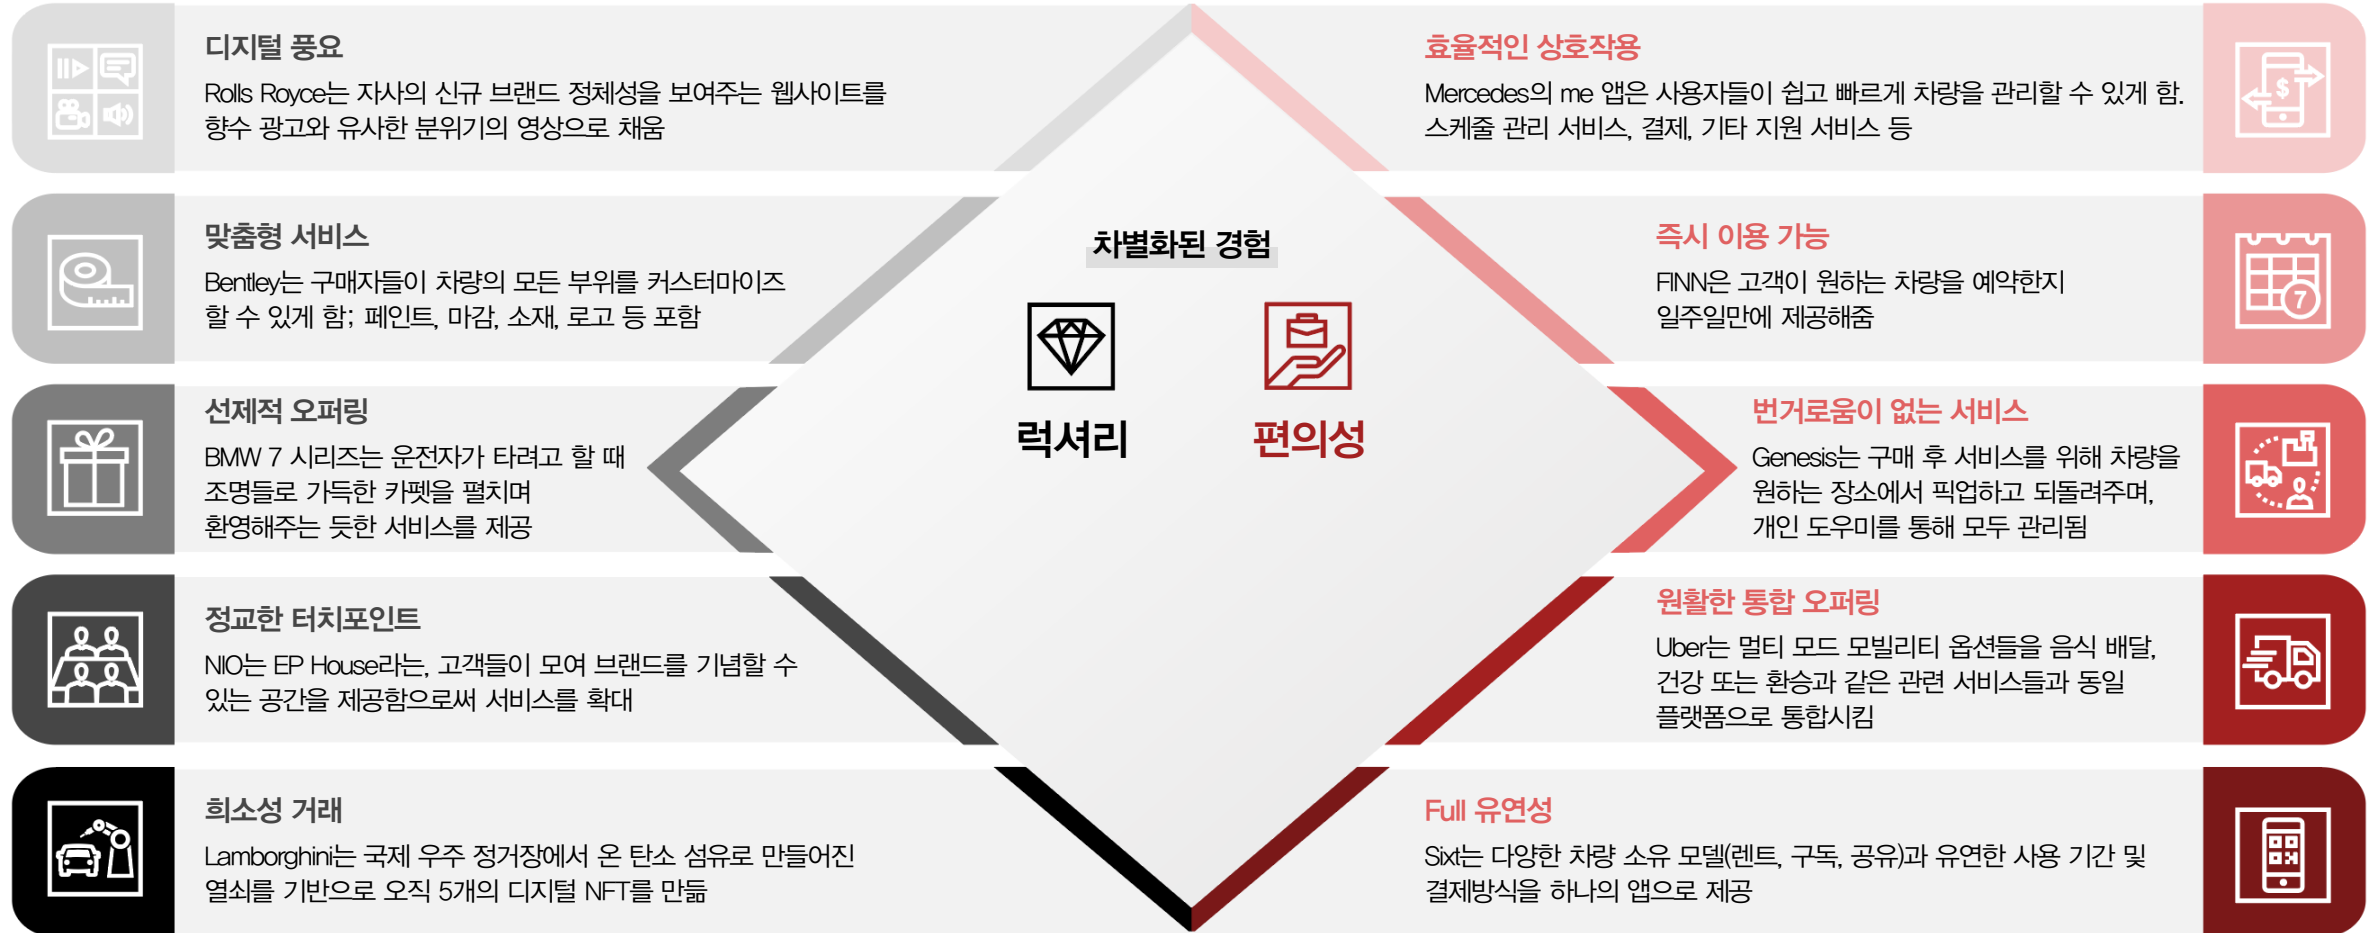 디지털 풍요
Rolls Royce는 자사의 신규 브랜드 정체성을 보여주는 웹사이트를
향수 광고와 유사한 분위기의 영상으로 채움
맞춤형 서비스
Bentley는 구매자들이 차량의 모든 부위를 커스터마이즈
할 수 있게 함; 페인트, 마감, 소재, 로고 등 포함
선제적 오퍼링
BMW 7 시리즈는 운전자가 타려고 할 때
조명들로 가득한 카펫을 펼치며
환영해주는 듯한 서비스를 제공
정교한 터치포인트
NIO는 EP House라는, 고객들이 모여 브랜드를 기념할 수
있는 공간을 제공함으로써 서비스를 확대
희소성 거래
Lamborghini는 국제 우주 정거장에서 온 탄소 섬유로 만들어진
열쇠를 기반으로 오직 5개의 디지털 NFT를 만듦
차별화된 경험
럭셔리
편의성
효율적인 상호작용
Mercedes의 me 앱은 사용자들이 쉽고 빠르게 차량을 관리할 수 있게 함.
스케줄 관리 서비스, 결제, 기타 지원 서비스 등
$
즉시 이용 가능
FINN은 고객이 원하는 차량을 예약한지
일주일만에 제공해줌
7
번거로움이 없는 서비스
Genesis는 구매 후 서비스를 위해 차량을
원하는 장소에서 픽업하고 되돌려주며,
개인 도우미를 통해 모두 관리됨
원활한 통합 오퍼링
Uber는 멀티 모드 모빌리티 옵션들을 음식 배달,
건강 또는 환승과 같은 관련 서비스들과 동일
플랫폼으로 통합시킴
Full 유연성
Sixt는 다양한 차량 소유 모델(렌트, 구독, 공유)과 유연한 사용 기간 및
결제방식을 하나의 앱으로 제공